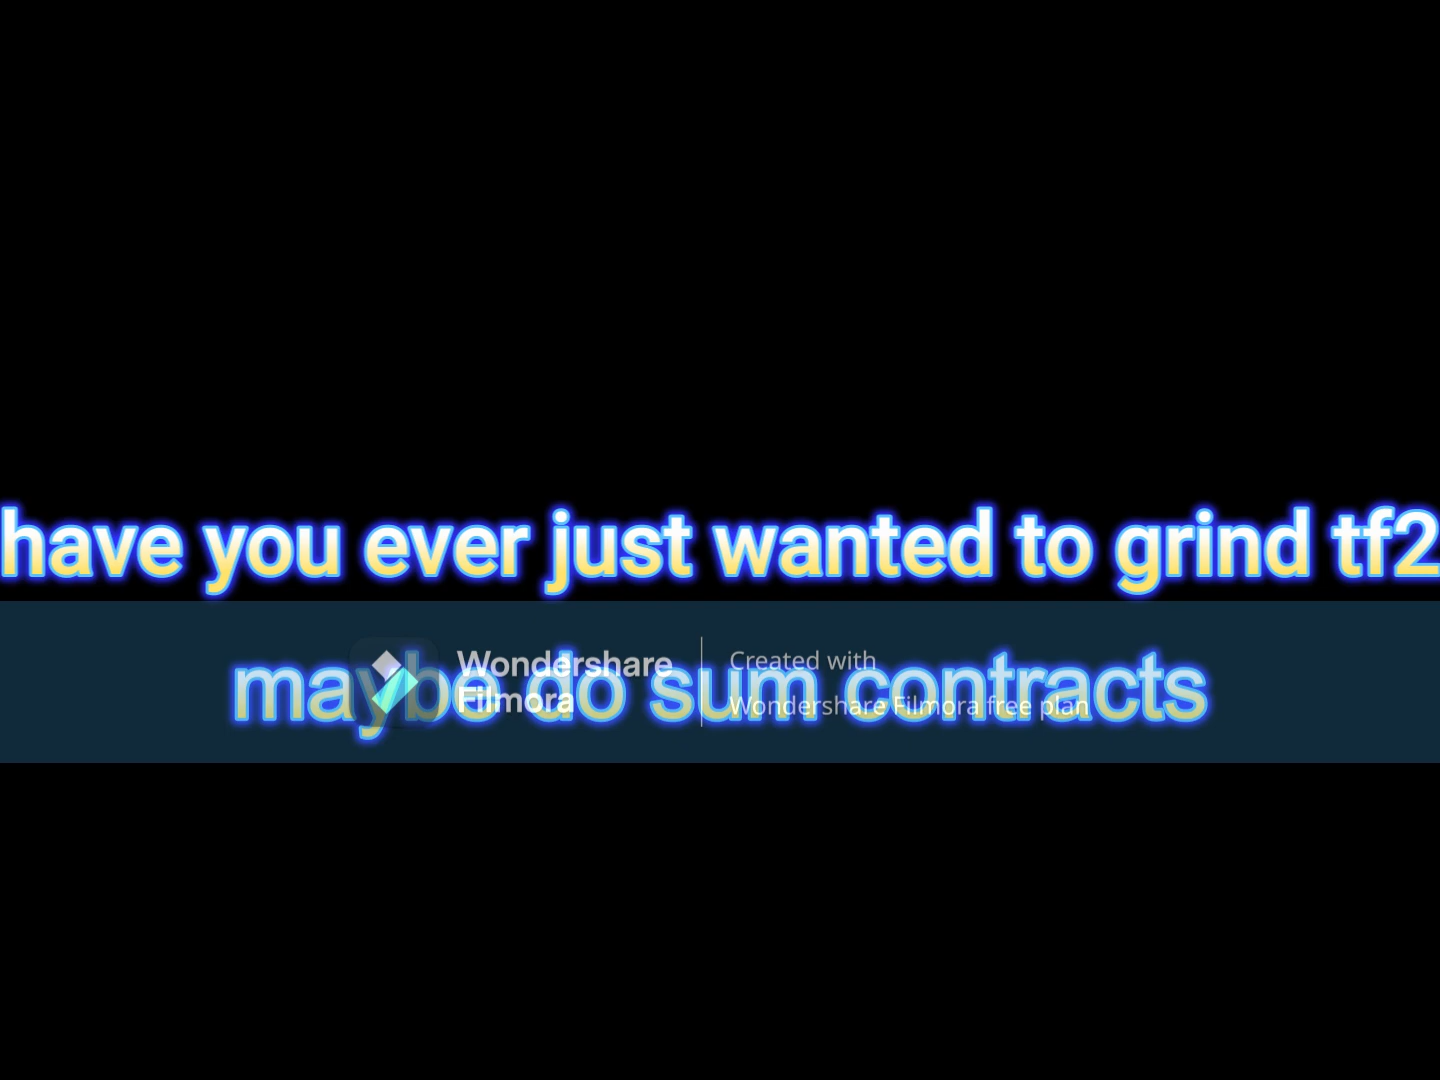 have you ever just wanted to grind tf2
maybe do sum contracts
Wondershare
Filmora
Created with
Wondershare Filmora free plan